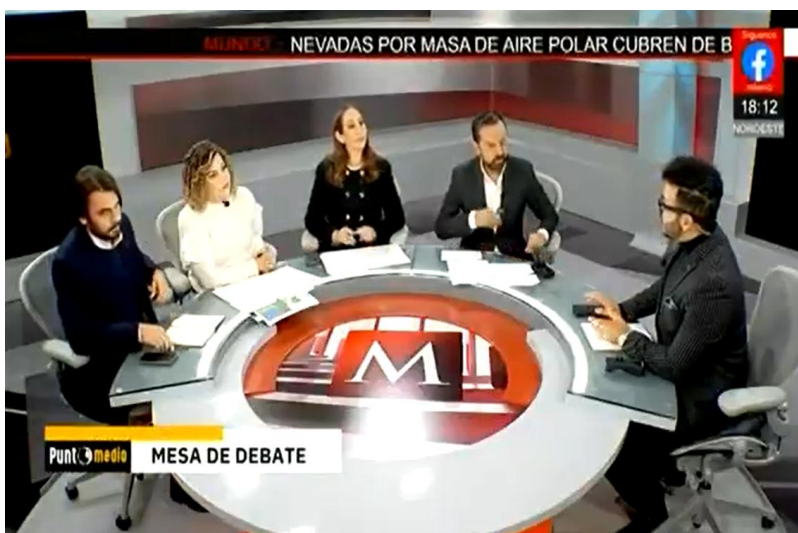 MUNDO - NEVADAS POR MASA DE AIRE POLAR CUBREN DE B
Síguenos
f
18:12
NOROESTE
M
Punto medio
MESA DE DEBATE